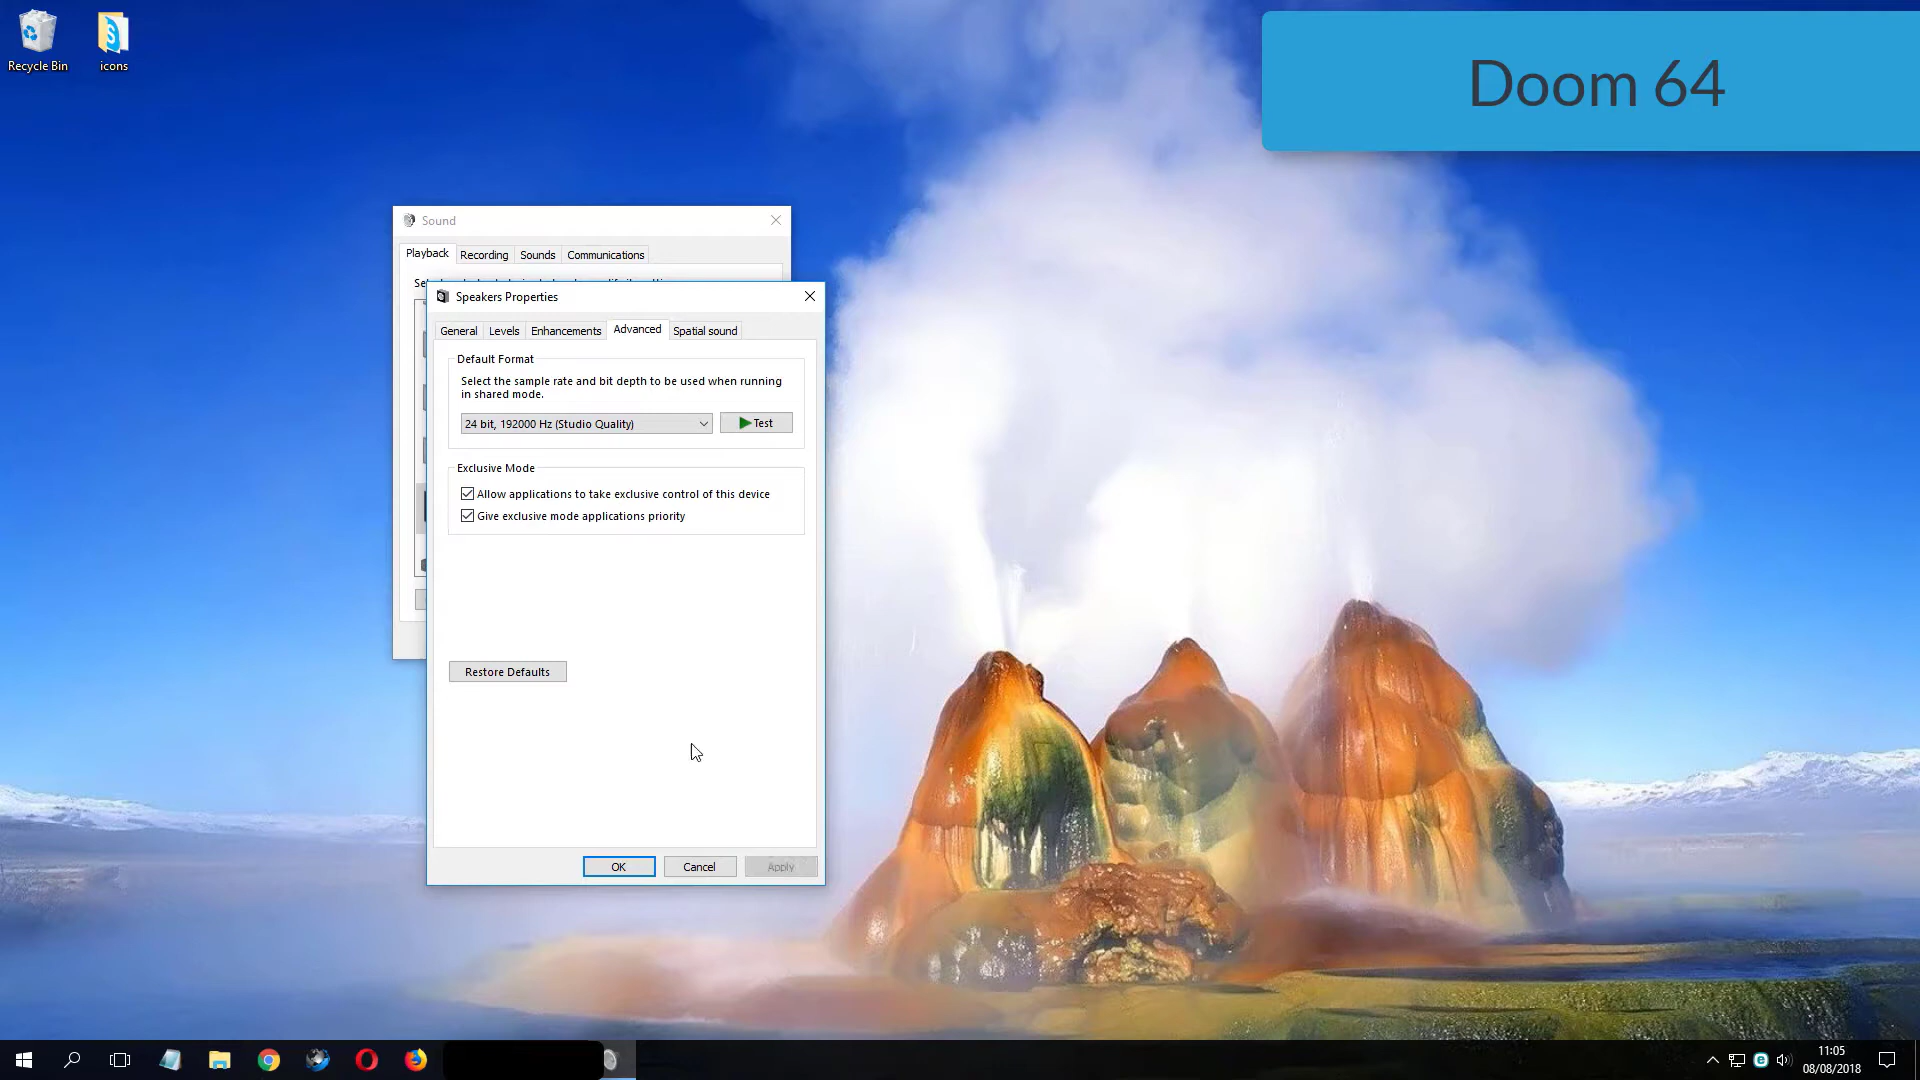 Recycle Bin
icons
Doom 64
Sound
Playback
Recording
Sounds
Communications
Speakers Properties
General
Levels
Enhancements
Advanced
Spatial sound
Default Format
Select the sample rate and bit depth to be used when running
in shared mode.
24 bit, 192000 Hz (Studio Quality)
Test
Exclusive Mode
Allow applications to take exclusive control of this device
Give exclusive mode applications priority
Restore Defaults
OK
Cancel
Apply
11:05
08/08/2018